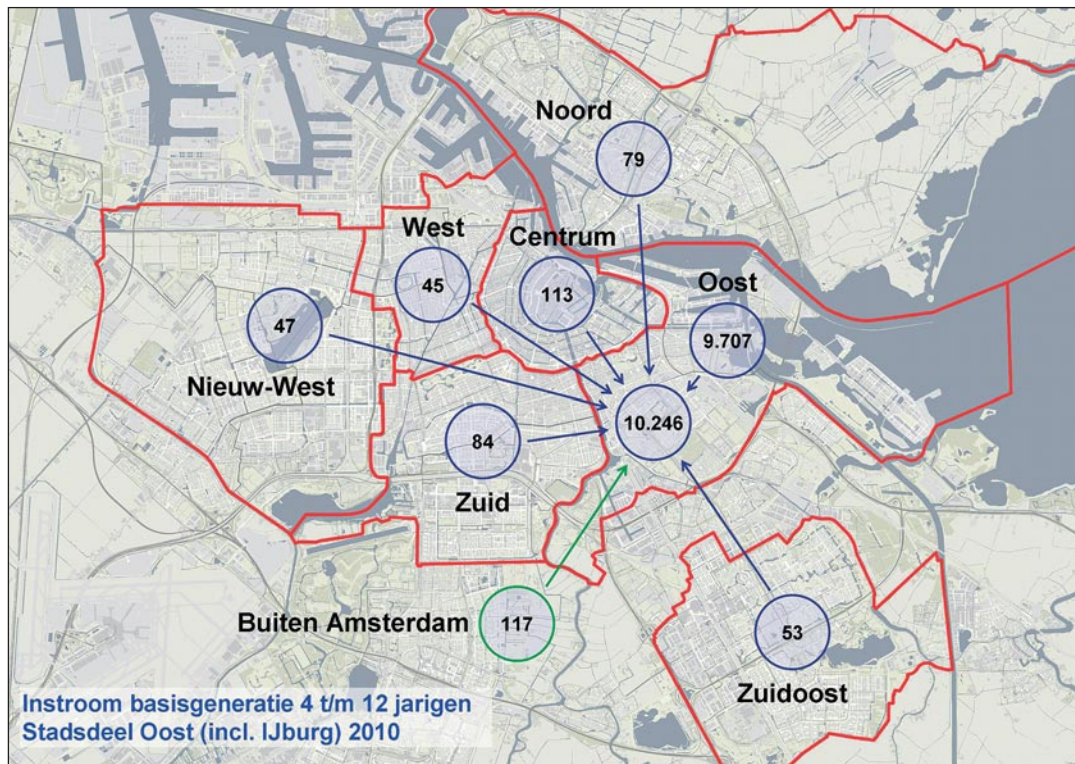 Noord
79
West
45
Centrum
113
Oost
9.707
47
Nieuw-West
10.246
84
Zuid
Buiten Amsterdam
117
53
Zuidoost
Instroom basisgeneratie 4 t/m 12 jarigen
Stadsdeel Oost (incl. IJburg) 2010